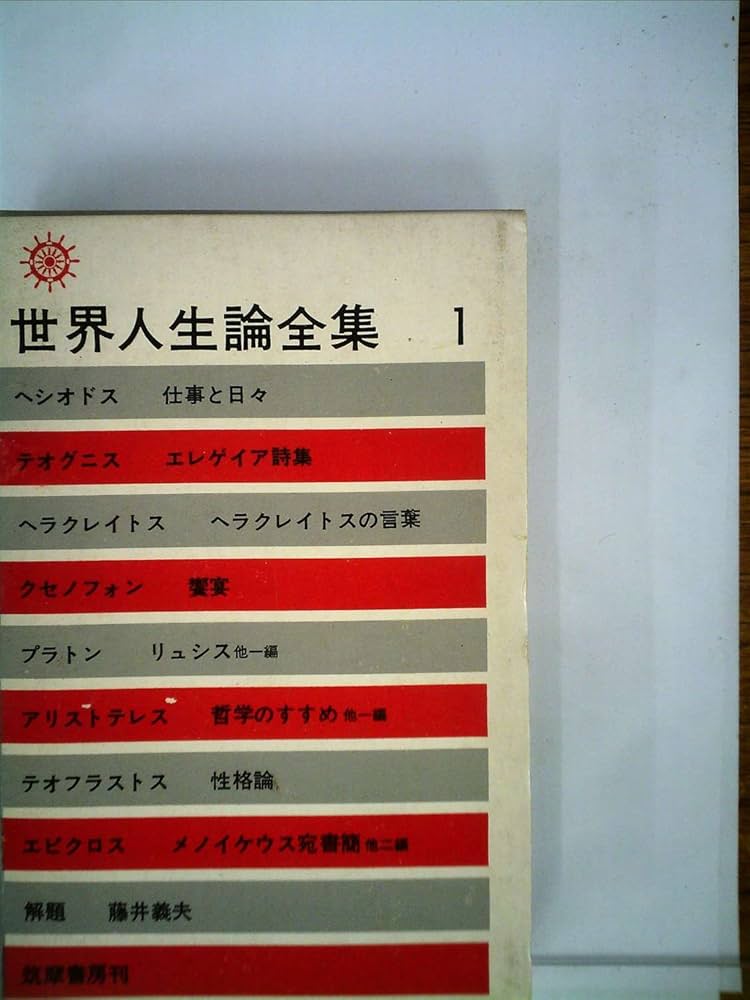 世界人生論全集 1
ヘシオドス 仕事と日々
テオグニス エレゲイア詩集
ヘラクレイトス ヘラクレイトスの言葉
クセノフォン 饗宴
プラトン リュシス他一編
アリストテレス 哲学のすすめ他一編
テオフラストス 性格論
エピクロス メノイケウス宛書簡他二編
解題 藤井義夫
筑摩書房刊